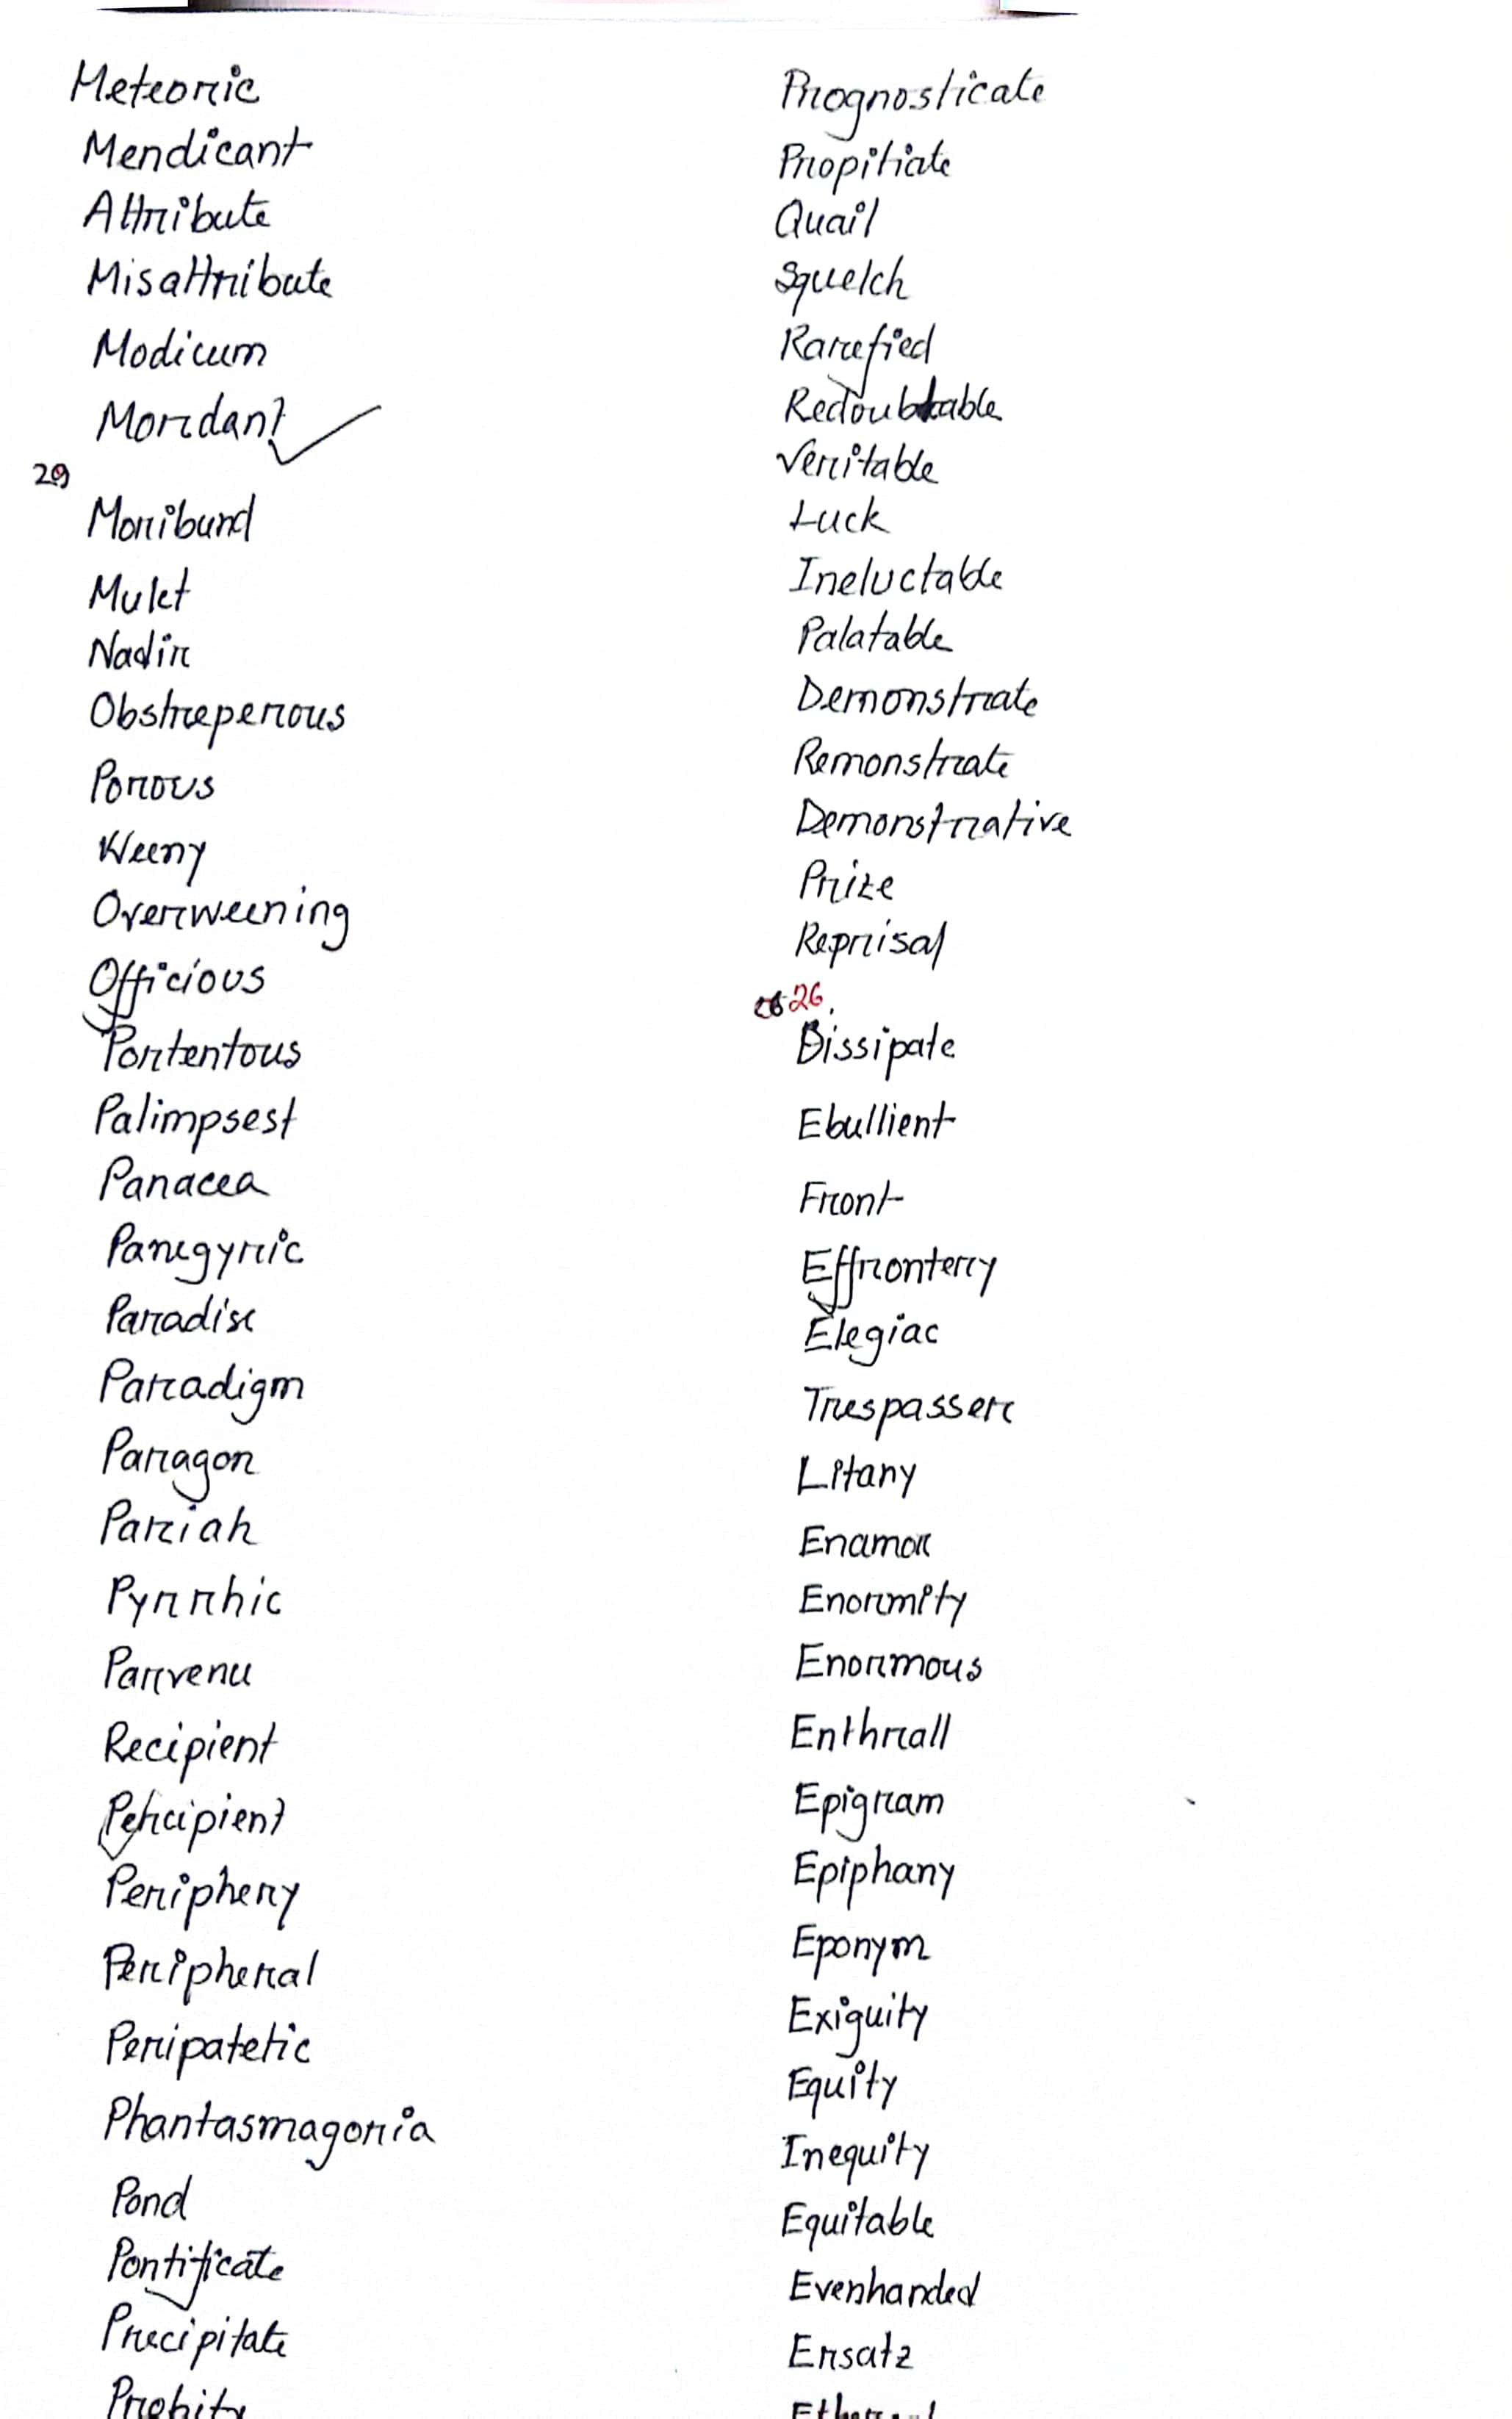 Meteoric
Mendicant
Attribute
Misattribute
Modicum
Mordant
29
Moribund
Mulct
Nadir
Obstreperous
Porous
Weeny
Overweening
Officious
Portentous
Palimpsest
Panacea
Panegyric
Paradise
Paradigm
Paragon
Pariah
Pyrrhic
Parvenu
Recipient
Percipient
Periphery
Peripheral
Peripatetic
Phantasmagoria
Pond
Pontificate
Precipitate
Probity
Prognosticate
Propitiate
Quail
Squelch
Rarefied
Redoubtable
Veritable
Luck
Ineluctable
Palatable
Demonstrate
Remonstrate
Demonstrative
Prize
Reprisal
26.
Dissipate
Ebullient
Front
Effrontery
Elegiac
Trespasser
Litany
Enamor
Enormity
Enormous
Enthrall
Epigram
Epiphany
Eponym
Exiguity
Equity
Inequity
Equitable
Evenhanded
Ersatz
Ethereal